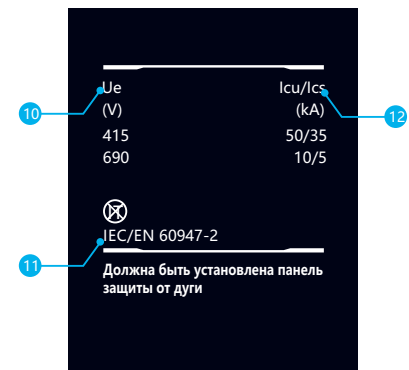 Ue Icu/Ics
(V) (kA)
10 12
415 50/35
690 10/5
IT
IEC/EN 60947-2
11
Должна быть установлена панель
защиты от дуги